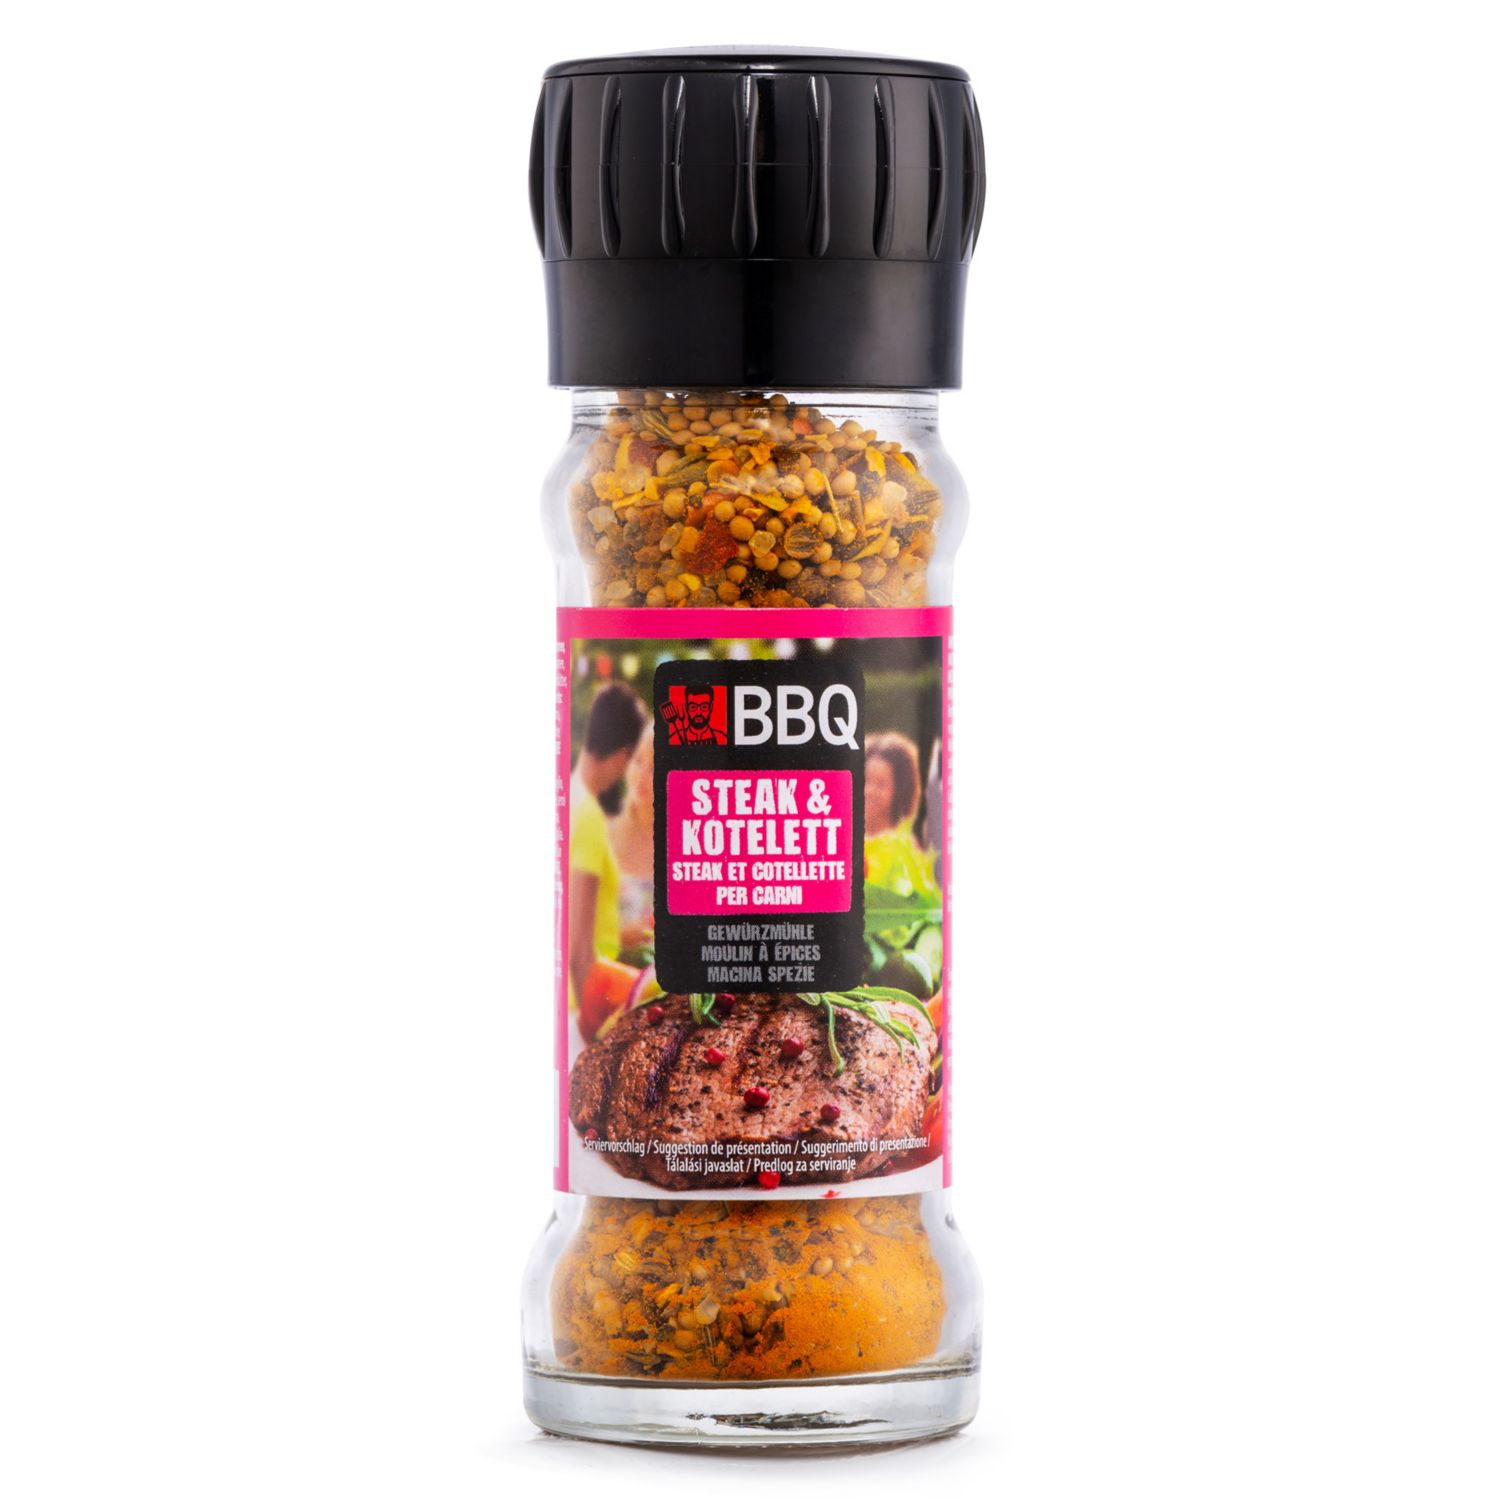 BBQ
STEAK &
KOTELETT
STEAK ET COTELLETTE
PER CARNI
GEWÜRZMÜHLE
MOULIN À ÉPICES
MACINA SPEZIE
Serviervorschlag / Suggestion de présentation / Suggerimento di presentazione /
Tálalási javaslat / Predlog za serviranje